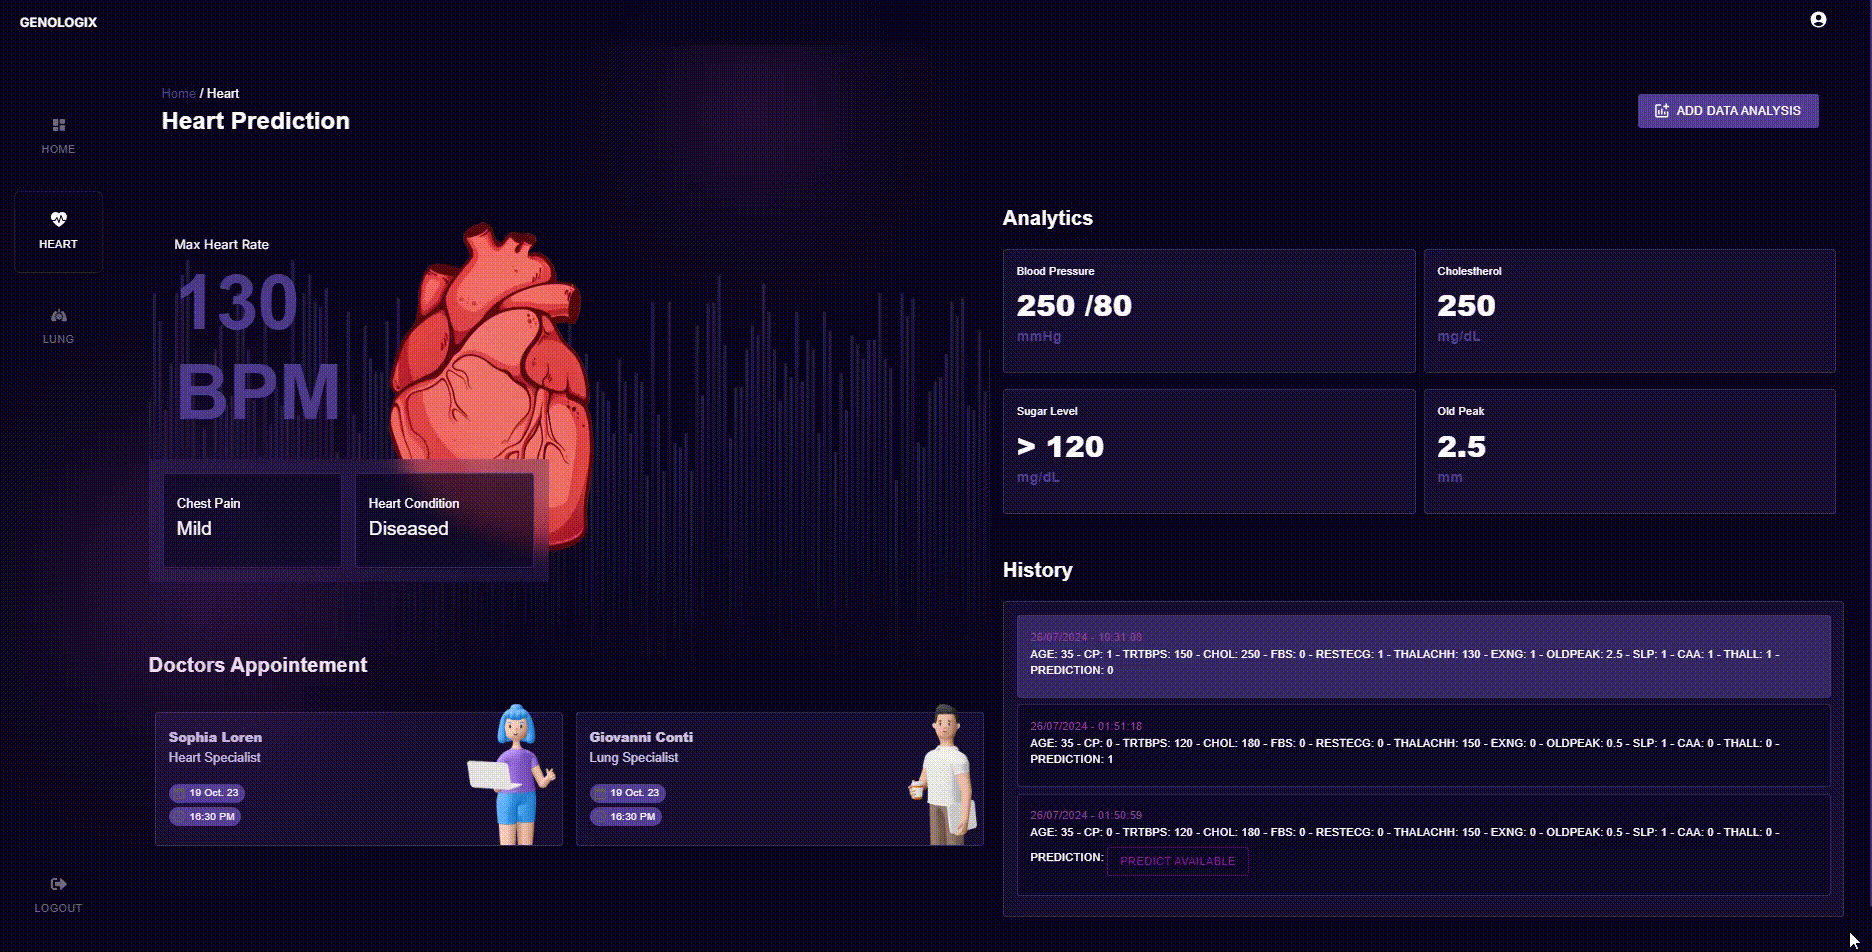 GENOLOGIX
Home / Heart
Heart Prediction
ADD DATA ANALYSIS
HOME
HEART
LUNG
LOGOUT
Max Heart Rate
130
BPM
Chest Pain
Mild
Heart Condition
Diseased
Doctors Appointement
Sophia Loren
Heart Specialist
19 Oct. 23
16:30 PM
Giovanni Conti
Lung Specialist
19 Oct. 23
16:30 PM
Analytics
Blood Pressure
250 /80
mmHg
Cholestherol
250
mg/dL
Sugar Level
> 120
mg/dL
Old Peak
2.5
mm
History
26/07/2024 - 10:31:08
AGE: 35 - CP: 1 - TRTBPS: 150 - CHOL: 250 - FBS: 0 - RESTECG: 1 - THALACHH: 130 - EXNG: 1 - OLDPEAK: 2.5 - SLP: 1 - CAA: 1 - THALL: 1 -
PREDICTION: 0
26/07/2024 - 01:51:18
AGE: 35 - CP: 0 - TRTBPS: 120 - CHOL: 180 - FBS: 0 - RESTECG: 0 - THALACHH: 150 - EXNG: 0 - OLDPEAK: 0.5 - SLP: 1 - CAA: 0 - THALL: 0 -
PREDICTION: 1
26/07/2024 - 01:50:59
AGE: 35 - CP: 0 - TRTBPS: 120 - CHOL: 180 - FBS: 0 - RESTECG: 0 - THALACHH: 150 - EXNG: 0 - OLDPEAK: 0.5 - SLP: 1 - CAA: 0 - THALL: 0 -
PREDICTION: PREDICT AVAILABLE